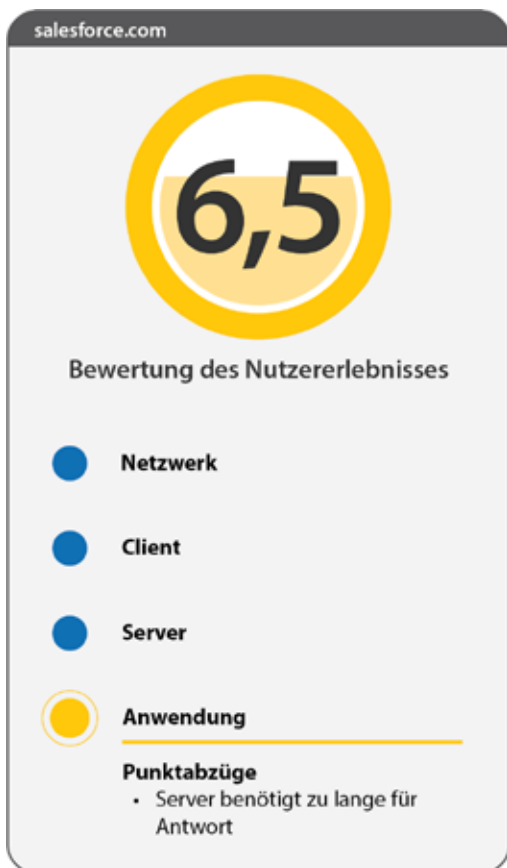 salesforce.com
6,5
Bewertung des Nutzererlebnisses
Netzwerk
Client
Server
Anwendung
Punktabzüge
• Server benötigt zu lange für
Antwort